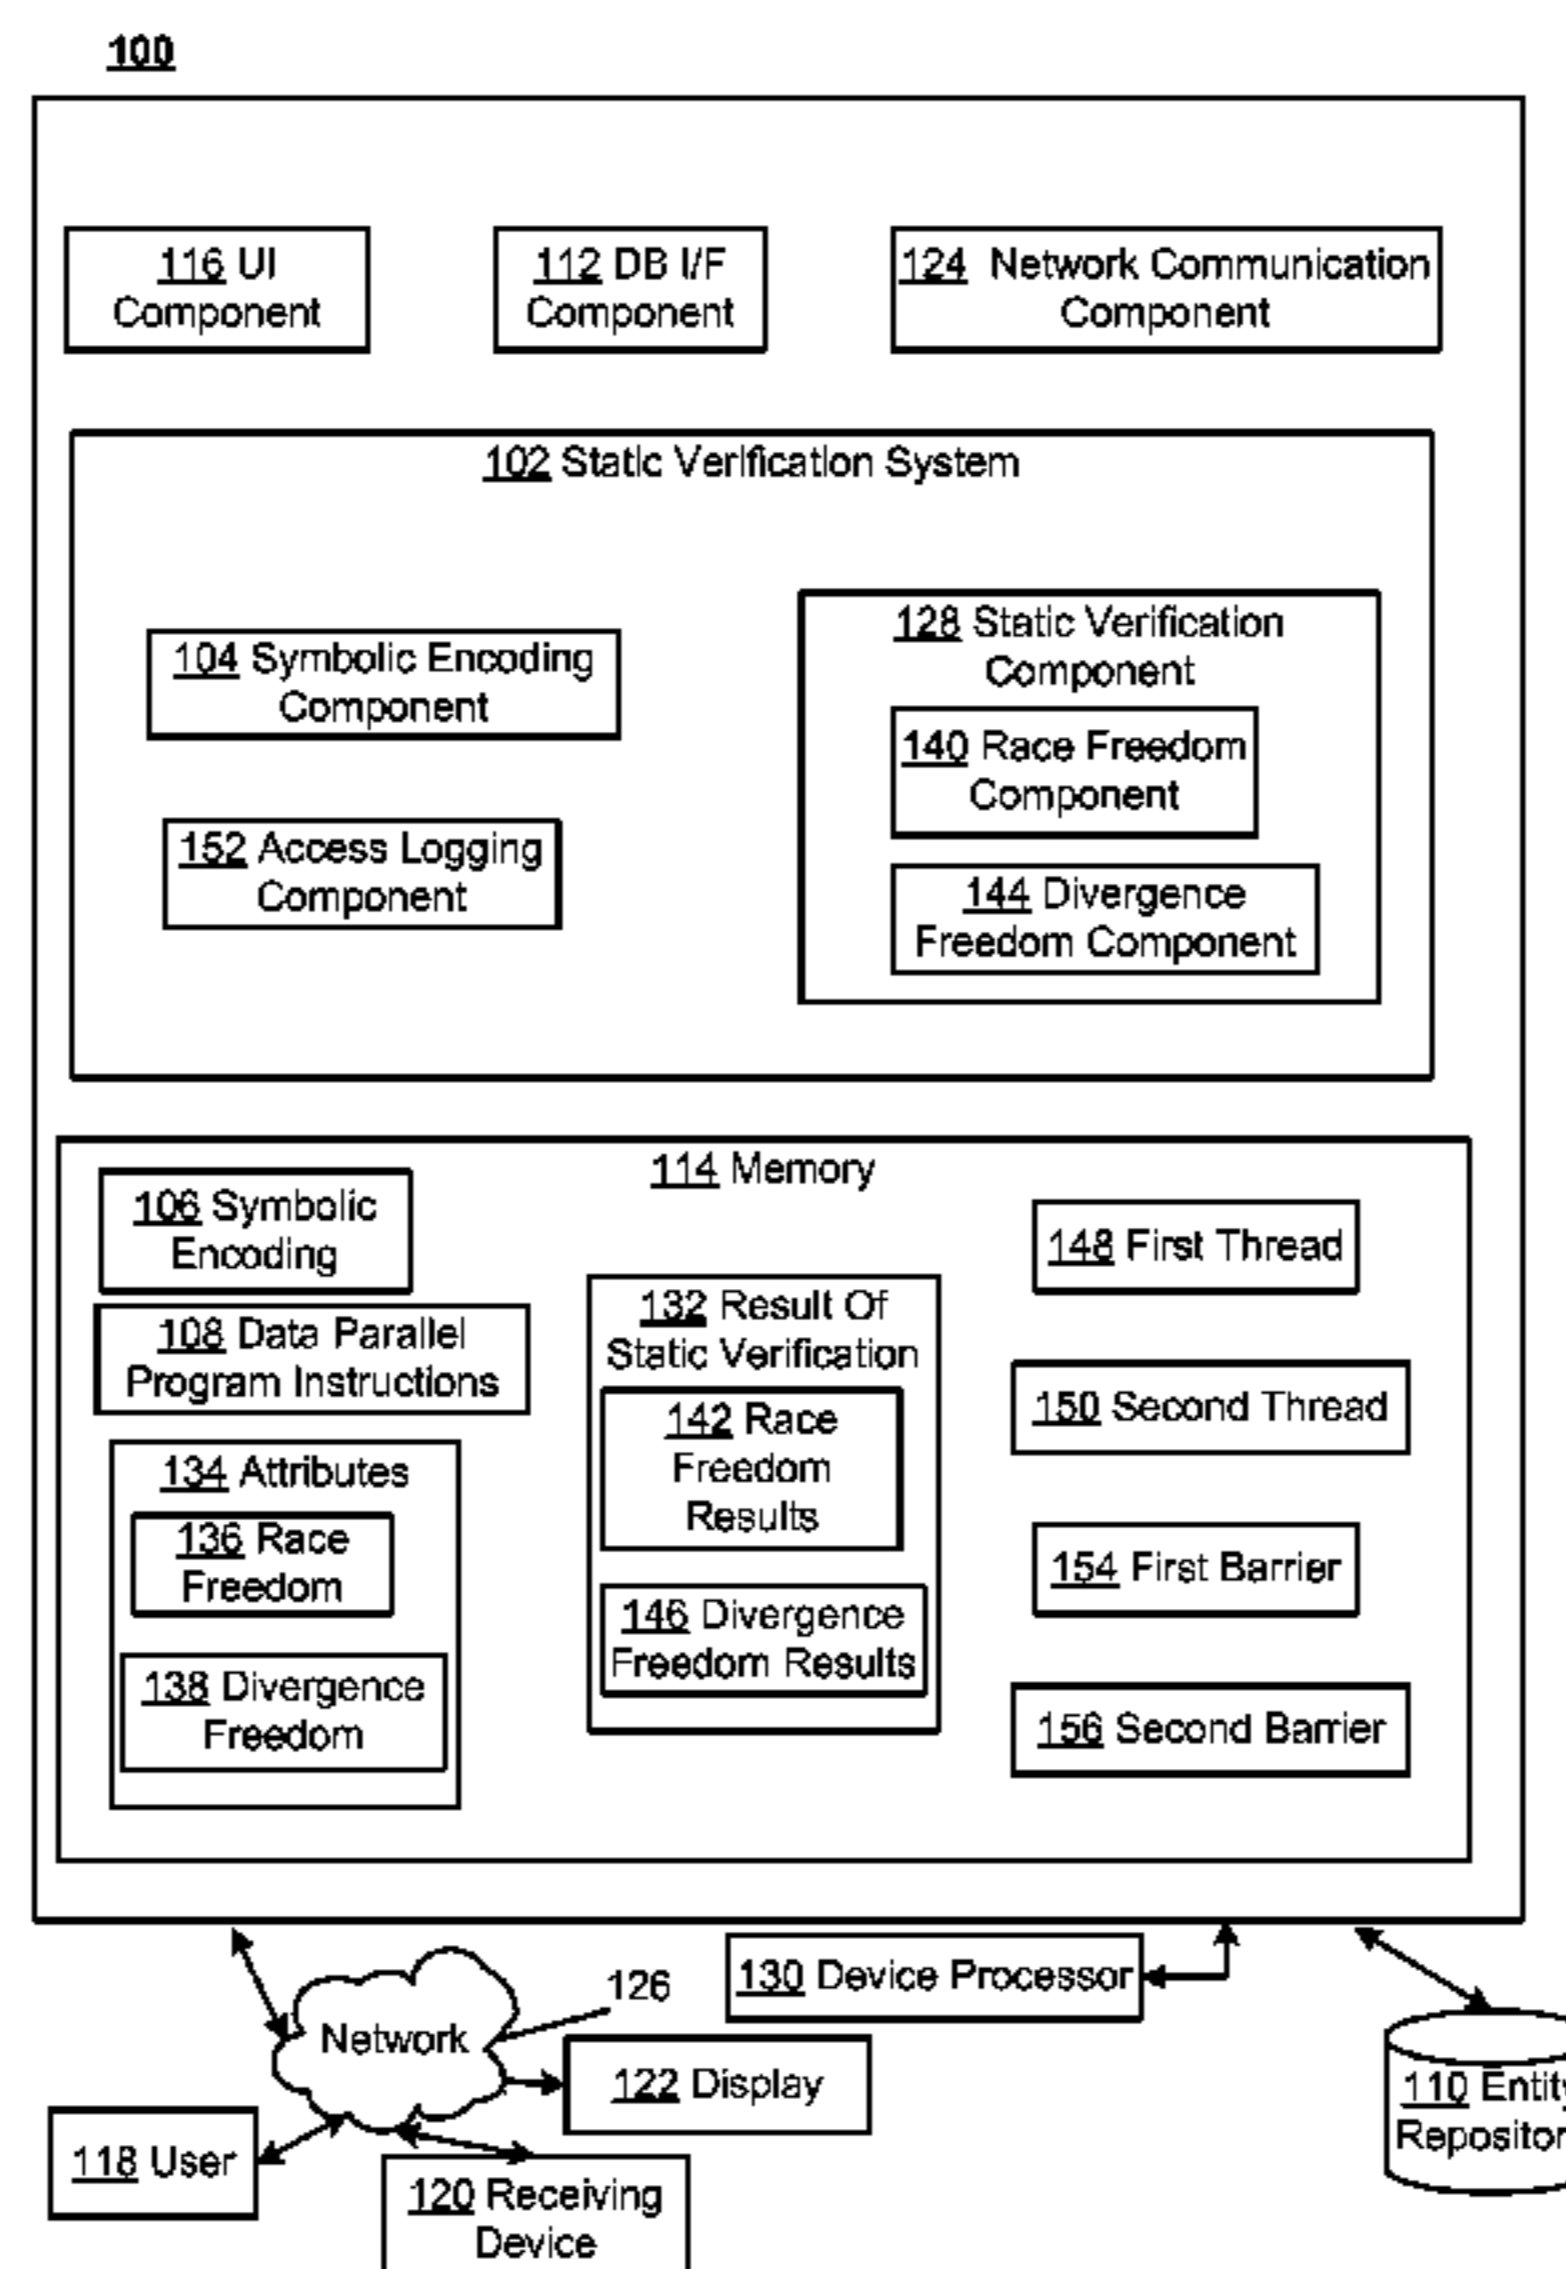 100
116 UI
Component
112 DB I/F
Component
124 Network Communication
Component
102 Static Verification System
104 Symbolic Encoding
Component
152 Access Logging
Component
128 Static Verification
Component
140 Race Freedom
Component
144 Divergence
Freedom Component
114 Memory
106 Symbolic
Encoding
108 Data Parallel
Program Instructions
134 Attributes
136 Race
Freedom
138 Divergence
Freedom
132 Result Of
Static Verification
142 Race
Freedom
Results
146 Divergence
Freedom Results
148 First Thread
150 Second Thread
154 First Barrier
156 Second Barrier
Network
126
130 Device Processor
122 Display
118 User
120 Receiving
Device
110 Entity
Repositor